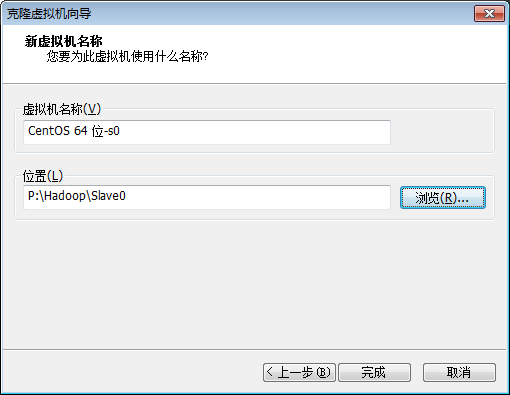 克隆虚拟机向导
新虚拟机名称
您要为此虚拟机使用什么名称?
虚拟机名称(V)
CentOS 64 位-s0
位置(L)
P:\Hadoop\Slave0
浏览(R)...
< 上一步(B)
完成
取消